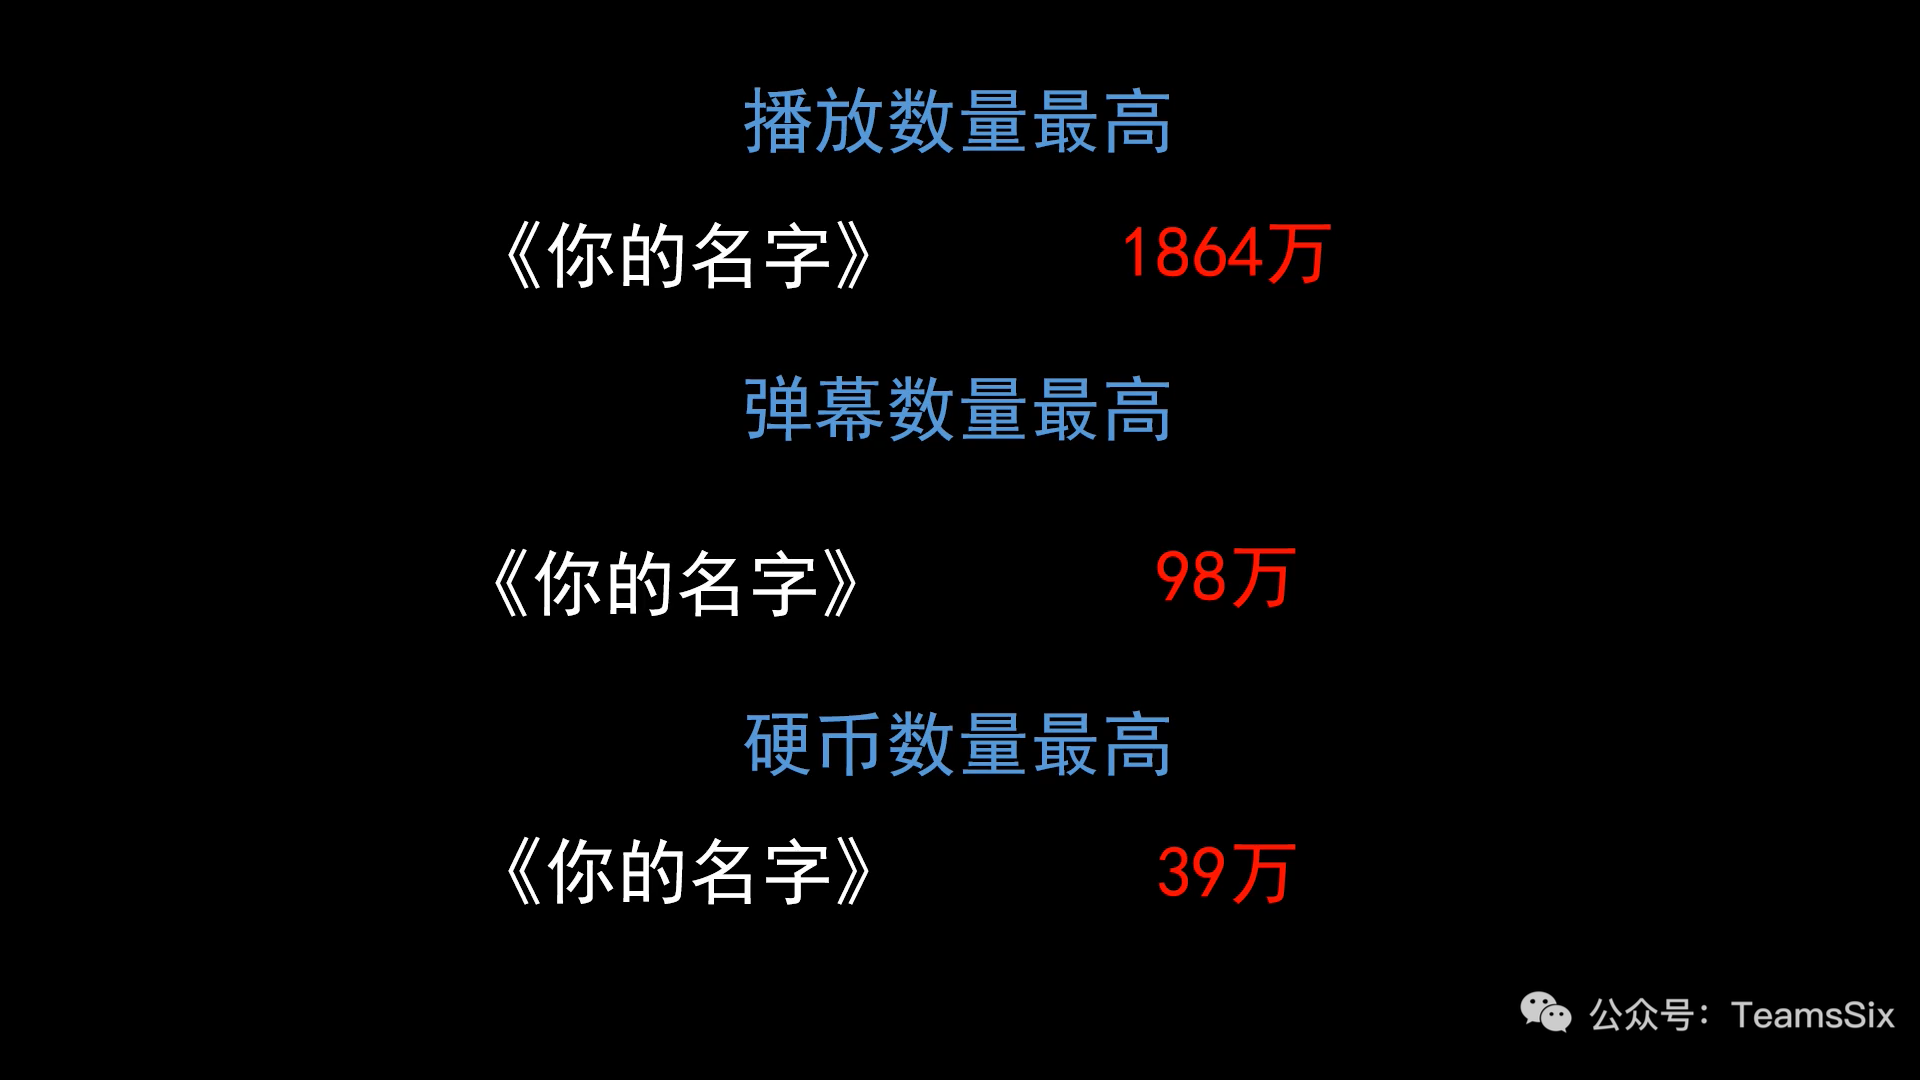 播放数量最高
《你的名字》 1864万
弹幕数量最高
《你的名字》 98万
硬币数量最高
《你的名字》 39万
公众号：TeamsSix